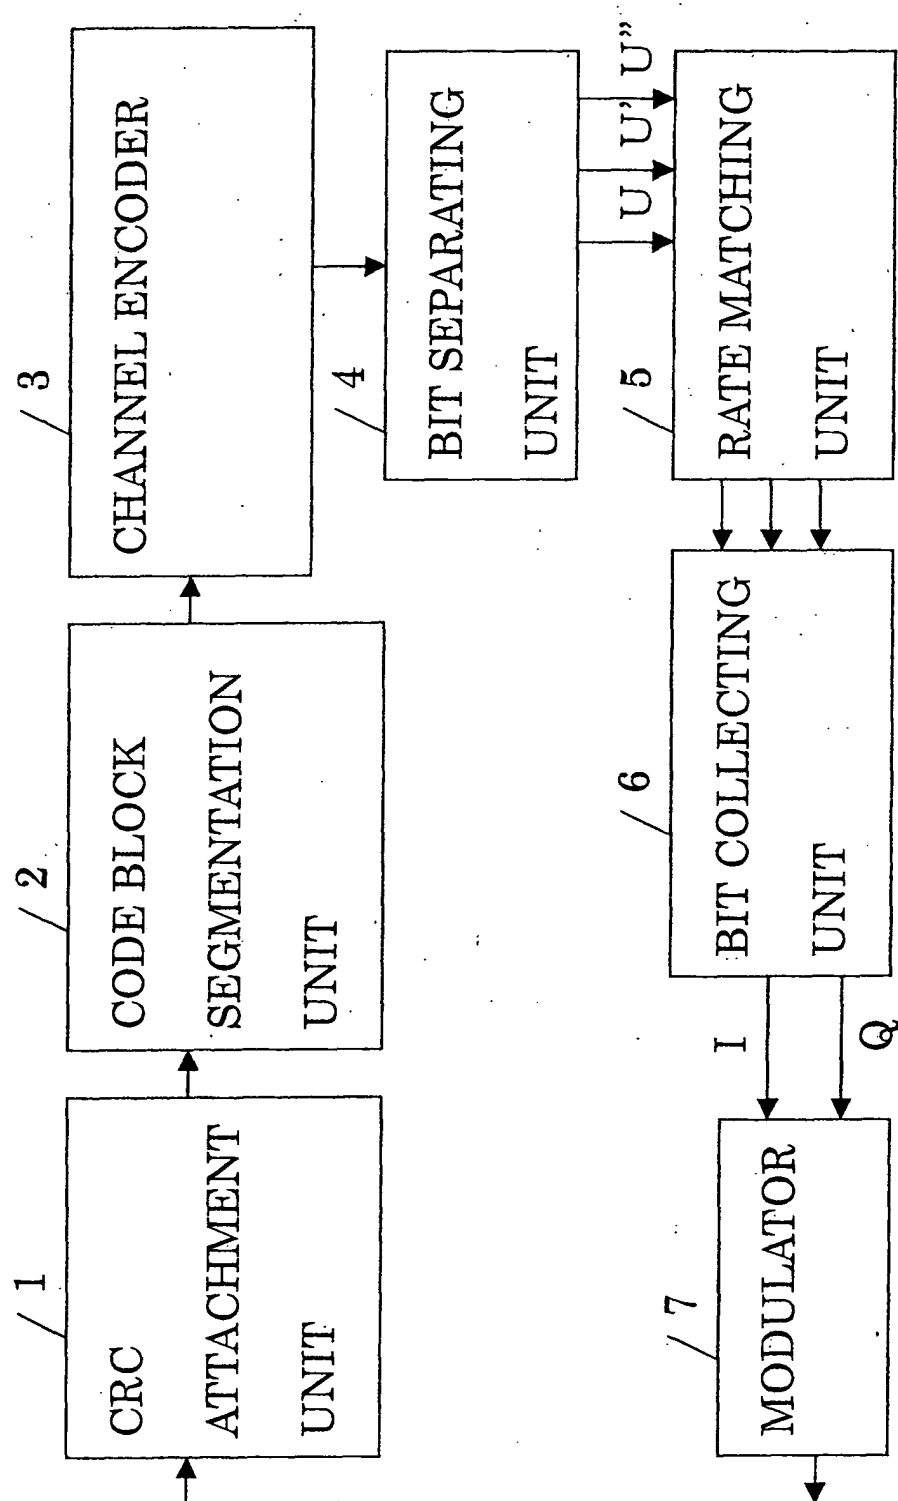 1
CRC
ATTACHMENT
UNIT
2
CODE BLOCK
SEGMENTATION
UNIT
3
CHANNEL ENCODER
4
BIT SEPARATING
UNIT
U
U'
U"
5
RATE MATCHING
UNIT
6
BIT COLLECTING
UNIT
I
Q
7
MODULATOR